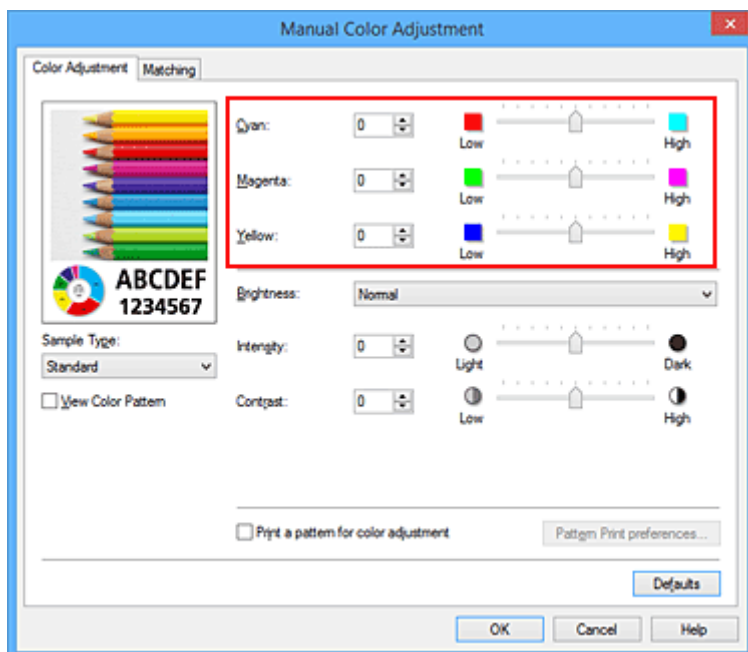 Manual Color Adjustment
Color Adjustment Matching
Cyan: 0 Low High
Magenta: 0 Low High
Yellow: 0 Low High
ABCDEF
1234567
Sample Type:
Standard
View Color Pattern
Brightness: Normal
Intensity: 0 Light Dark
Contrast: 0 Low High
Print a pattern for color adjustment Pattern Print preferences...
Defaults
OK Cancel Help